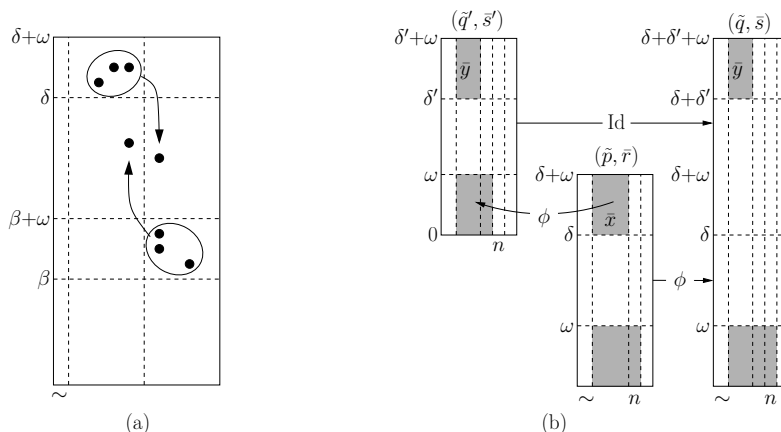 δ+ω
δ
β+ω
β
~
(a)
(q̃′, s̄′)
δ′+ω
ȳ
δ′
ω
0
n
Id
ϕ
(p̃, r̄)
δ+ω
x̄
δ
ω
~ n
ϕ
(q̃, s̄)
δ+δ′+ω
ȳ
δ+δ′
δ+ω
δ
ω
~ n
(b)